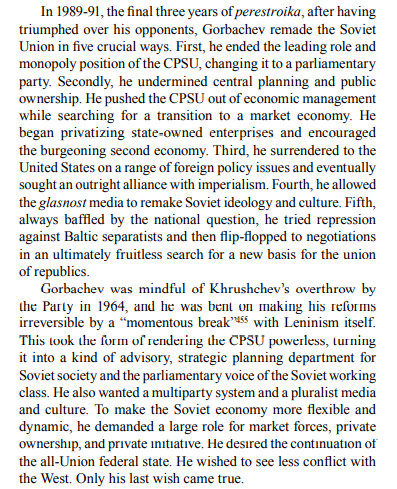 In 1989-91, the final three years of perestroika, after having
triumphed over his opponents, Gorbachev remade the Soviet
Union in five crucial ways. First, he ended the leading role and
monopoly position of the CPSU, changing it to a parliamentary
party. Secondly, he undermined central planning and public
ownership. He pushed the CPSU out of economic management
while searching for a transition to a market economy. He
began privatizing state-owned enterprises and encouraged
the burgeoning second economy. Third, he surrendered to the
United States on a range of foreign policy issues and eventually
sought an outright alliance with imperialism. Fourth, he allowed
the glasnost media to remake Soviet ideology and culture. Fifth,
always baffled by the national question, he tried repression
against Baltic separatists and then flip-flopped to negotiations
in an ultimately fruitless search for a new basis for the union
of republics.
Gorbachev was mindful of Khrushchev's overthrow by
the Party in 1964, and he was bent on making his reforms
irreversible by a “momentous break”455 with Leninism itself.
This took the form of rendering the CPSU powerless, turning
it into a kind of advisory, strategic planning department for
Soviet society and the parliamentary voice of the Soviet working
class. He also wanted a multiparty system and a pluralist media
and culture. To make the Soviet economy more flexible and
dynamic, he demanded a large role for market forces, private
ownership, and private initiative. He desired the continuation of
the all-Union federal state. He wished to see less conflict with
the West. Only his last wish came true.